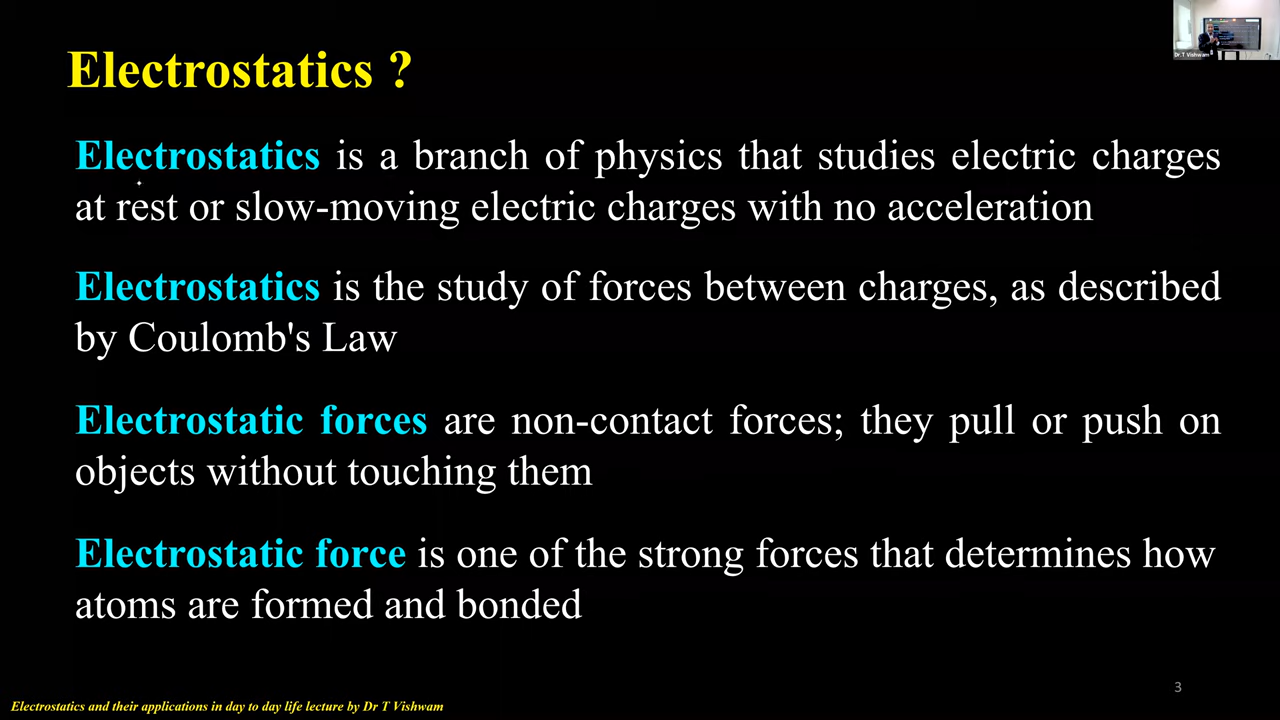 Electrostatics ?
Dr.T Vishwam
Electrostatics is a branch of physics that studies electric charges
at rest or slow-moving electric charges with no acceleration
Electrostatics is the study of forces between charges, as described
by Coulomb's Law
Electrostatic forces are non-contact forces; they pull or push on
objects without touching them
Electrostatic force is one of the strong forces that determines how
atoms are formed and bonded
3
Electrostatics and their applications in day to day life lecture by Dr T Vishwam